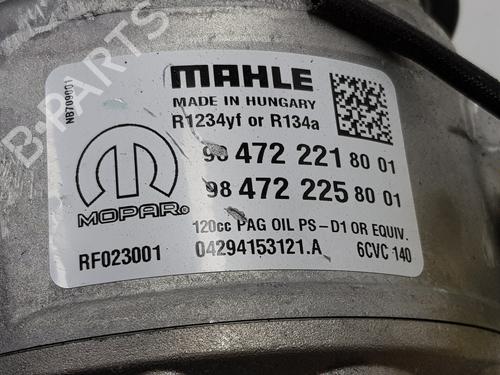 MAHLE
MADE IN HUNGARY
R1234yf or R134a
98 472 221 80 01
98 472 225 80 01
MOPAR®
120cc PAG OIL PS-D1 OR EQUIV.
RF023001 04294153121.A 6CVC 140
B-PARTS